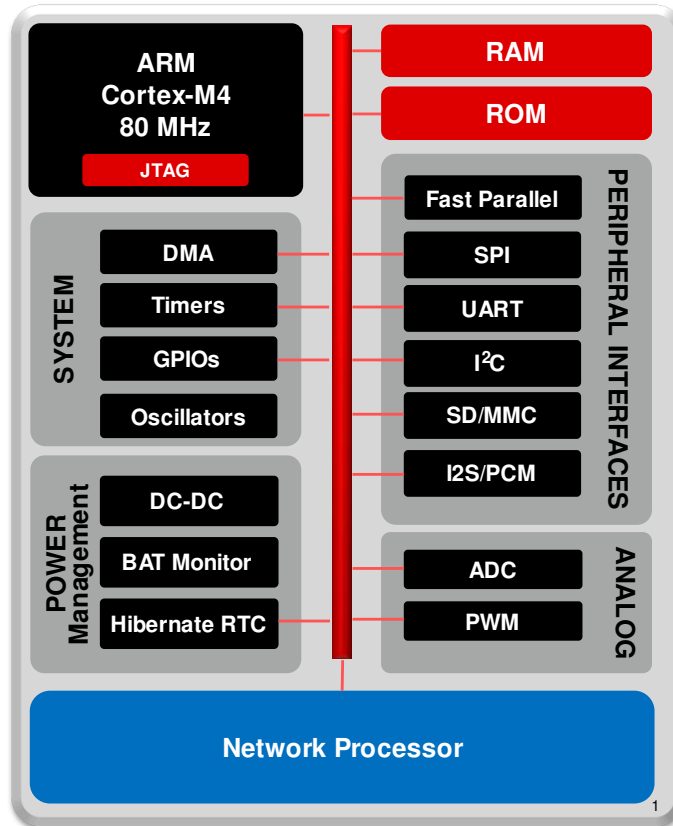 ARM
Cortex-M4
80 MHz
JTAG
RAM
ROM
SYSTEM
DMA
Timers
GPIOs
Oscillators
PERIPHERAL INTERFACES
Fast Parallel
SPI
UART
I²C
SD/MMC
I2S/PCM
POWER
Management
DC-DC
BAT Monitor
Hibernate RTC
ANALOG
ADC
PWM
Network Processor
1